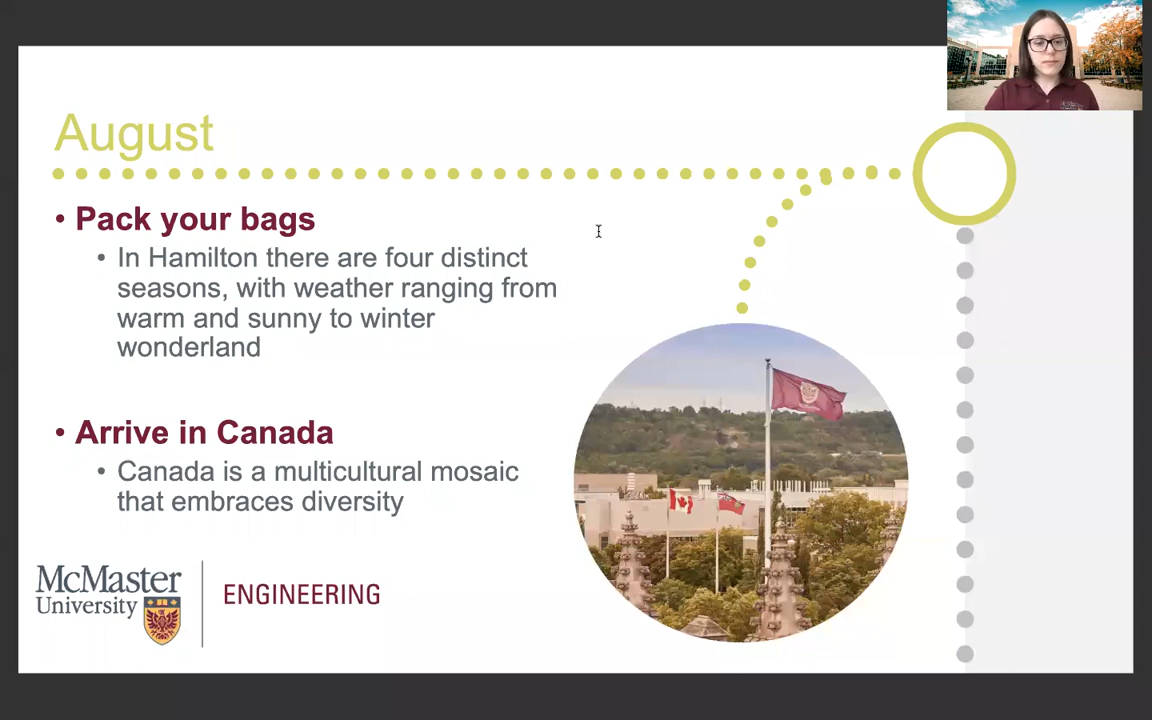 August
• Pack your bags
• In Hamilton there are four distinct
seasons, with weather ranging from
warm and sunny to winter
wonderland
• Arrive in Canada
• Canada is a multicultural mosaic
that embraces diversity
McMaster
University
ENGINEERING